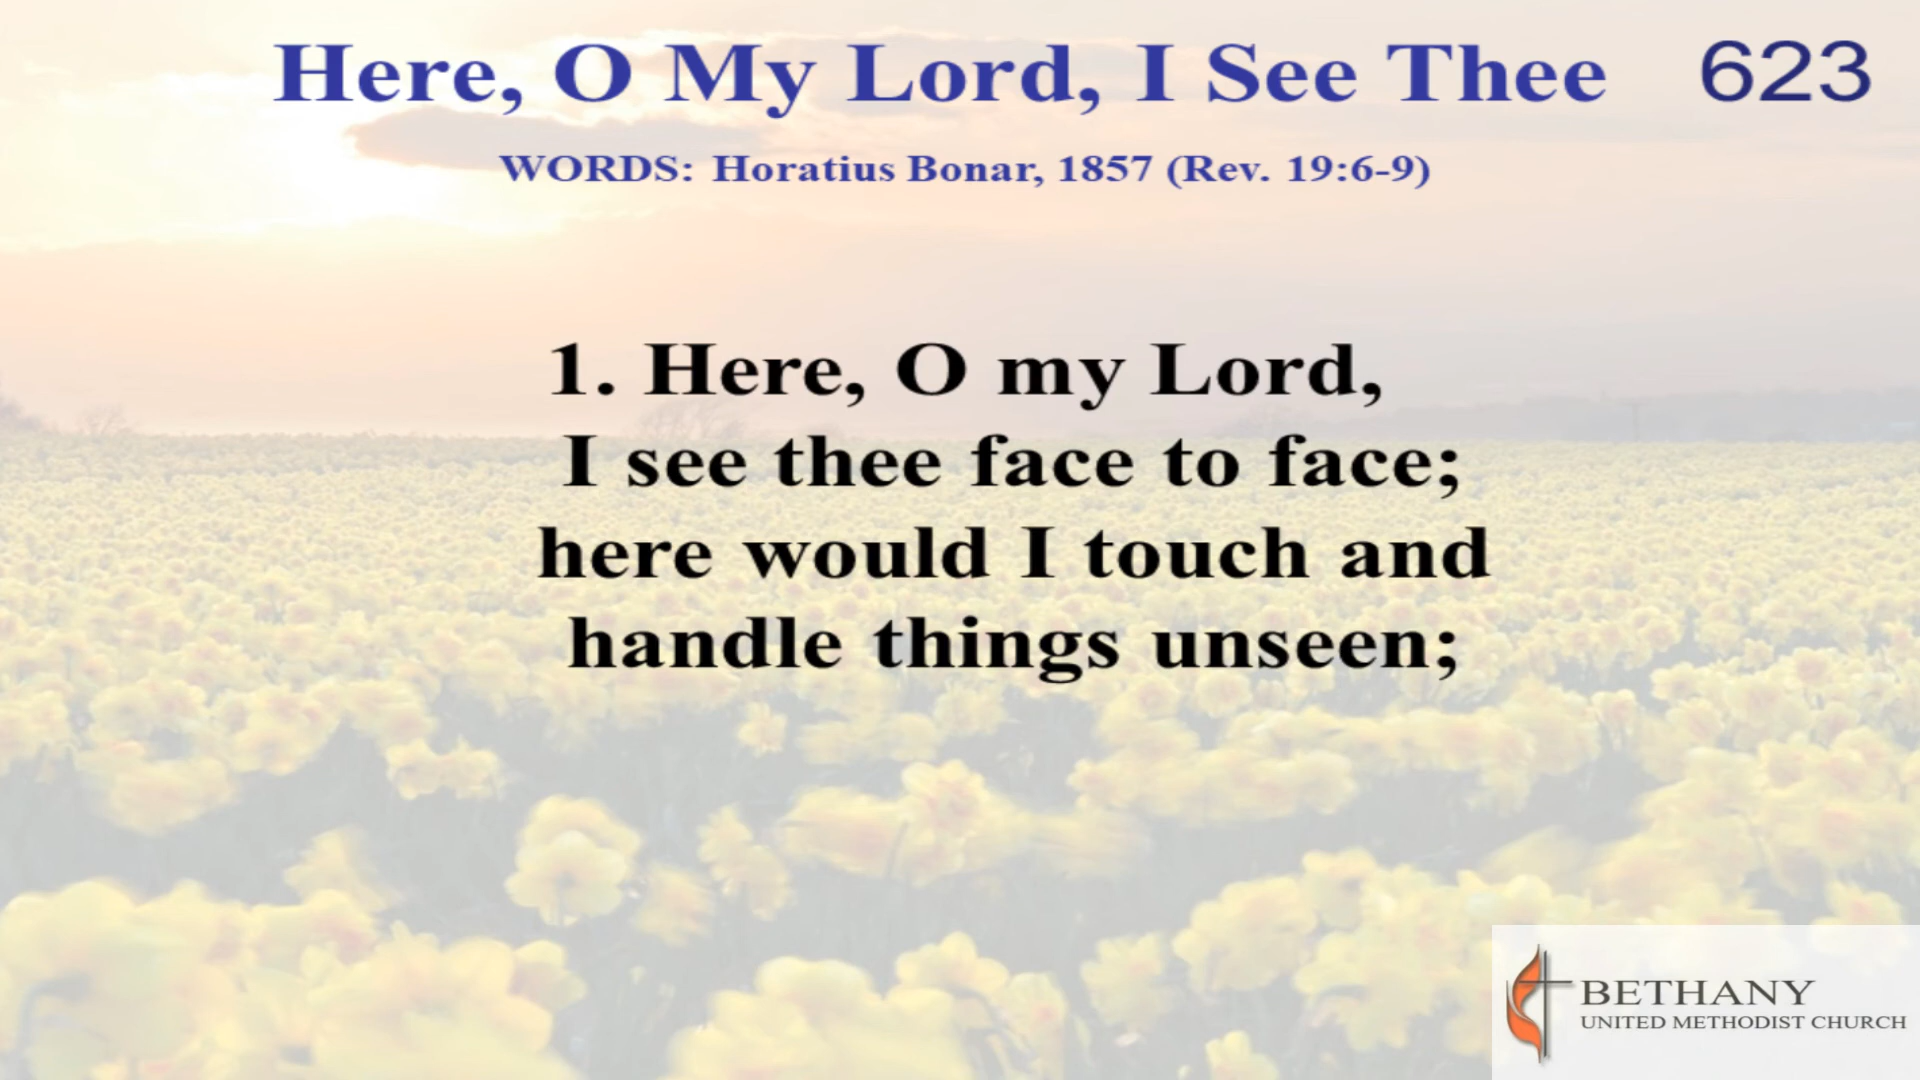 Here, O My Lord, I See Thee 623
WORDS: Horatius Bonar, 1857 (Rev. 19:6-9)
1. Here, O my Lord,
I see thee face to face;
here would I touch and
handle things unseen;
BETHANY
UNITED METHODIST CHURCH